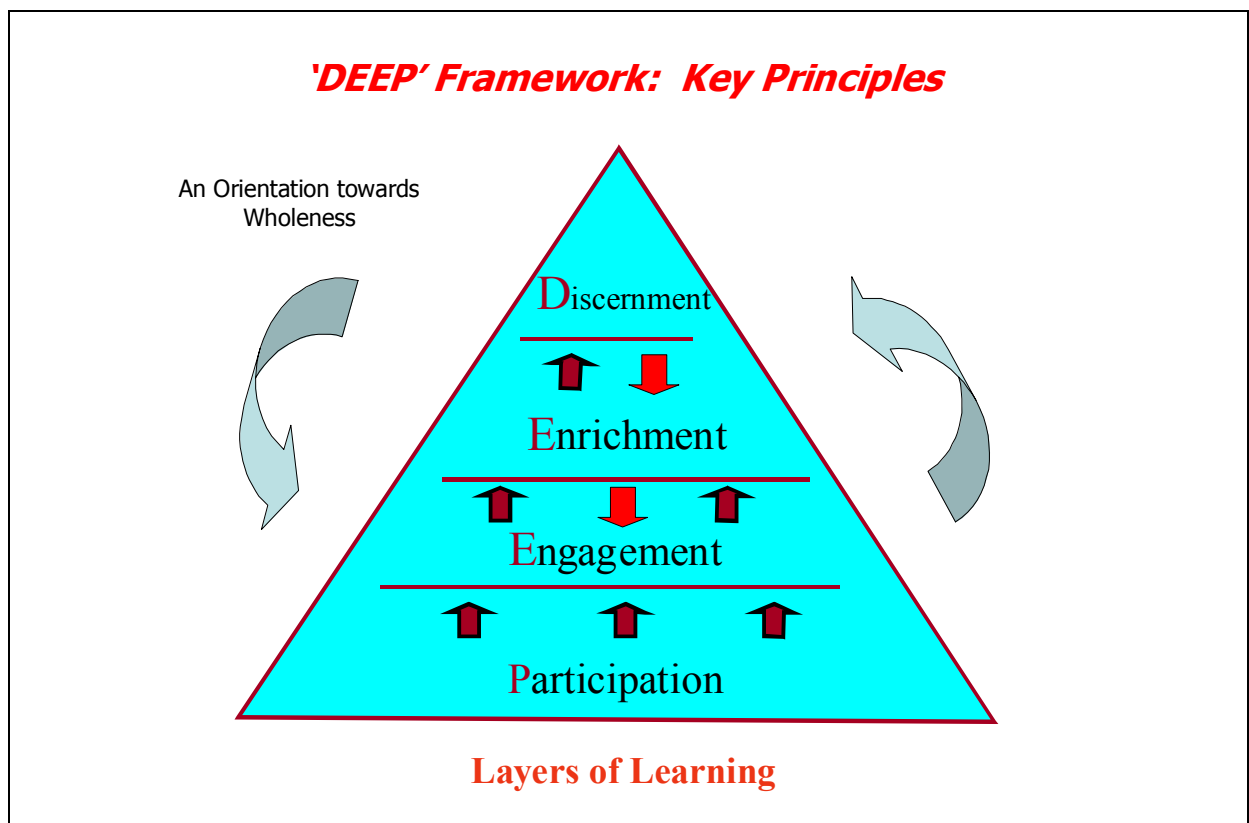 ‘DEEP’ Framework: Key Principles
An Orientation towards
Wholeness
Discernment
Enrichment
Engagement
Participation
Layers of Learning